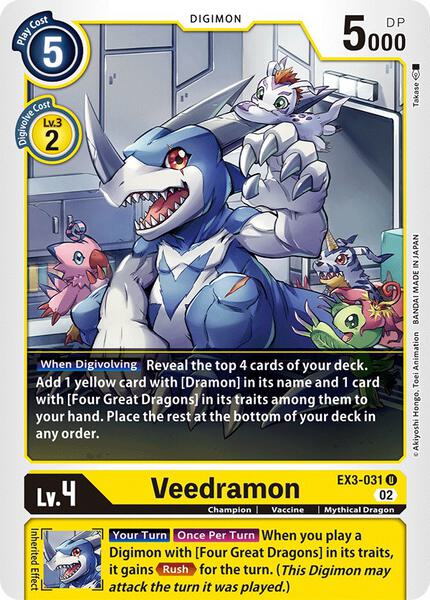 Play Cost
5
DIGIMON
DP
5000
Digivolve Cost
Lv.3
2
Takase
© Akiyoshi Hongo, Toei Animation BANDAI MADE IN JAPAN
When Digivolving Reveal the top 4 cards of your deck.
Add 1 yellow card with [Dramon] in its name and 1 card
with [Four Great Dragons] in its traits among them to
your hand. Place the rest at the bottom of your deck in
any order.
Lv.4
Veedramon
EX3-031 U
02
Champion | Vaccine | Mythical Dragon
Inherited Effect
Your Turn Once Per Turn When you play a
Digimon with [Four Great Dragons] in its traits,
it gains Rush for the turn. (This Digimon may
attack the turn it was played.)